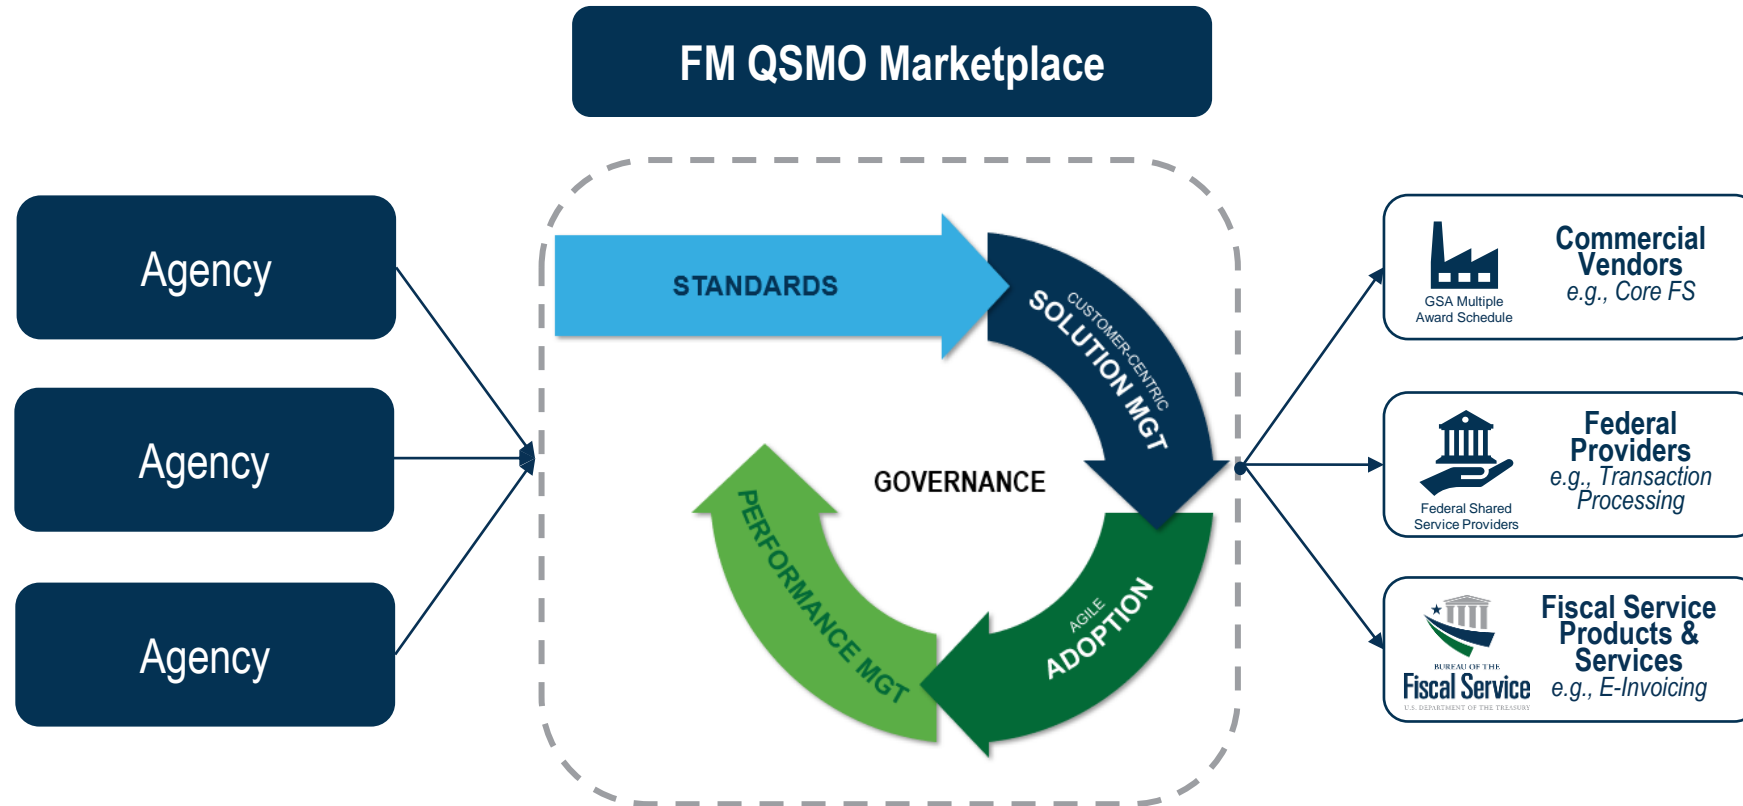 FM QSMO Marketplace
Agency
Agency
Agency
STANDARDS
CUSTOMER-CENTRIC
SOLUTION MGT
GOVERNANCE
AGILE
ADOPTION
PERFORMANCE MGT
GSA Multiple
Award Schedule
Commercial
Vendors
e.g., Core FS
Federal Shared
Service Providers
Federal
Providers
e.g., Transaction
Processing
BUREAU OF THE
Fiscal Service
U.S. DEPARTMENT OF THE TREASURY
Fiscal Service
Products &
Services
e.g., E-Invoicing